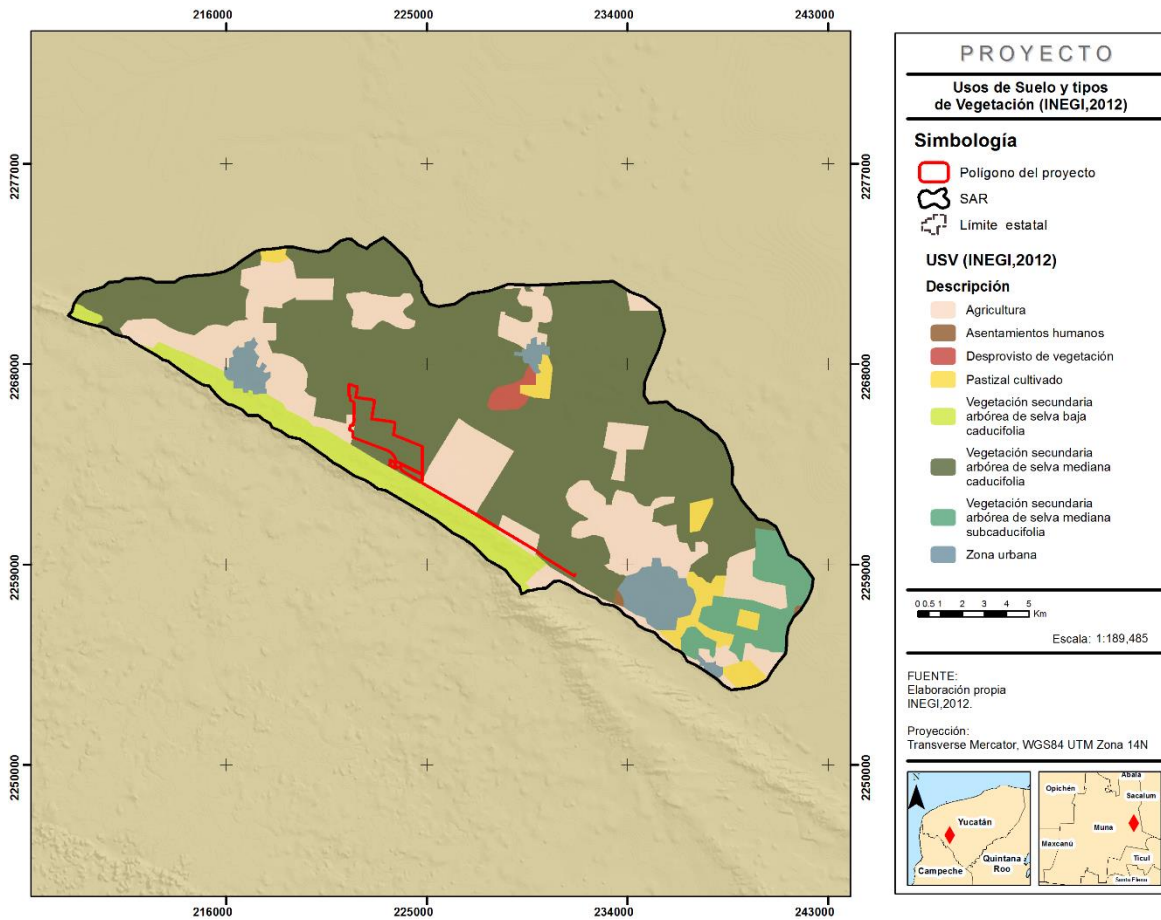 216000
225000
234000
243000
2277000
2268000
2259000
2250000
2277000
2268000
2259000
2250000
216000
225000
234000
243000
PROYECTO
Usos de Suelo y tipos
de Vegetación (INEGI,2012)
Simbología
Polígono del proyecto
SAR
Límite estatal
USV (INEGI,2012)
Descripción
Agricultura
Asentamientos humanos
Desprovisto de vegetación
Pastizal cultivado
Vegetación secundaria
arbórea de selva baja
caducifolia
Vegetación secundaria
arbórea de selva mediana
caducifolia
Vegetación secundaria
arbórea de selva mediana
subcaducifolia
Zona urbana
0 0.5 1 2 3 4 5
Km
Escala: 1:189,485
FUENTE:
Elaboración propia
INEGI,2012.
Proyección:
Transverse Mercator, WGS84 UTM Zona 14N
Yucatán
Campeche
Quintana
Roo
Abalá
Opichén
Sacalum
Muna
Maxcanú
Ticul
Santa Elena